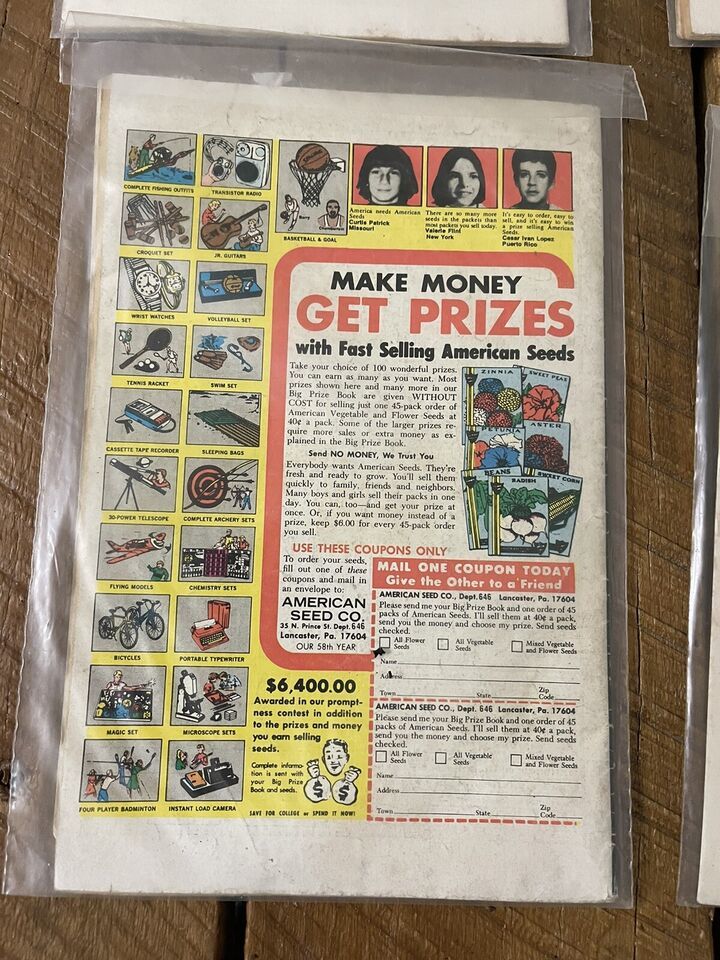 COMPLETE FISHING OUTFITS
TRANSISTOR RADIO
CROQUET SET
JR. GUITARS
WRIST WATCHES
VOLLEYBALL SET
TENNIS RACKET
SWIM SET
CASSETTE TAPE RECORDER
SLEEPING BAGS
30-POWER TELESCOPE
COMPLETE ARCHERY SETS
FLYING MODELS
CHEMISTRY SETS
BICYCLES
PORTABLE TYPEWRITER
MAGIC SET
MICROSCOPE SETS
FOUR PLAYER BADMINTON
INSTANT LOAD CAMERA
BASKETBALL & GOAL
America needs American
Seeds
Curtis Patrick
Missouri
There are so many more
seeds in the packets than
most packets you sell today.
Valerie Flint
New York
It's easy to order, easy to
sell, and it's easy to win
a prize selling American
Seeds.
Cesar Ivan Lopez
Puerto Rico
MAKE MONEY
GET PRIZES
with Fast Selling American Seeds
Take your choice of 100 wonderful prizes.
You can earn as many as you want. Most
prizes shown here and many more in our
Big Prize Book are given WITHOUT
COST for selling just one 45-pack order of
American Vegetable and Flower Seeds at
40¢ a pack. Some of the larger prizes re-
quire more sales or extra money as ex-
plained in the Big Prize Book.
Send NO MONEY, We Trust You
Everybody wants American Seeds. They're
fresh and ready to grow. You'll sell them
quickly to family, friends and neighbors.
Many boys and girls sell their packs in one
day. You can, too—and get your prize at
once. Or, if you want money instead of a
prize, keep $6.00 for every 45-pack order
you sell.
ZINNIA
SWEET PEAS
PETUNIA
ASTER
BEANS
RADISH
SWEET CORN
USE THESE COUPONS ONLY
To order your seeds,
fill out one of these
coupons and mail in
an envelope to:
AMERICAN
SEED CO.
35 N. Prince St. Dept. 646
Lancaster, Pa. 17604
OUR 58th YEAR
MAIL ONE COUPON TODAY
Give the Other to a Friend
AMERICAN SEED CO., Dept. 646 Lancaster, Pa. 17604
Please send me your Big Prize Book and one order of 45
packs of American Seeds. I'll sell them at 40¢ a pack,
send you the money and choose my prize. Send seeds
checked.
All Flower
Seeds
All Vegetable
Seeds
Mixed Vegetable
and Flower Seeds
Name
Address
Town State Zip Code
AMERICAN SEED CO., Dept. 646 Lancaster, Pa. 17604
Please send me your Big Prize Book and one order of 45
packs of American Seeds. I'll sell them at 40¢ a pack,
send you the money and choose my prize. Send seeds
checked.
All Flower
Seeds
All Vegetable
Seeds
Mixed Vegetable
and Flower Seeds
Name
Address
Town State Zip Code
$6,400.00
Awarded in our prompt-
ness contest in addition
to the prizes and money
you earn selling
seeds.
Complete informa-
tion is sent with
your Big Prize
Book and seeds.
$ $
SAVE FOR COLLEGE or SPEND IT NOW!